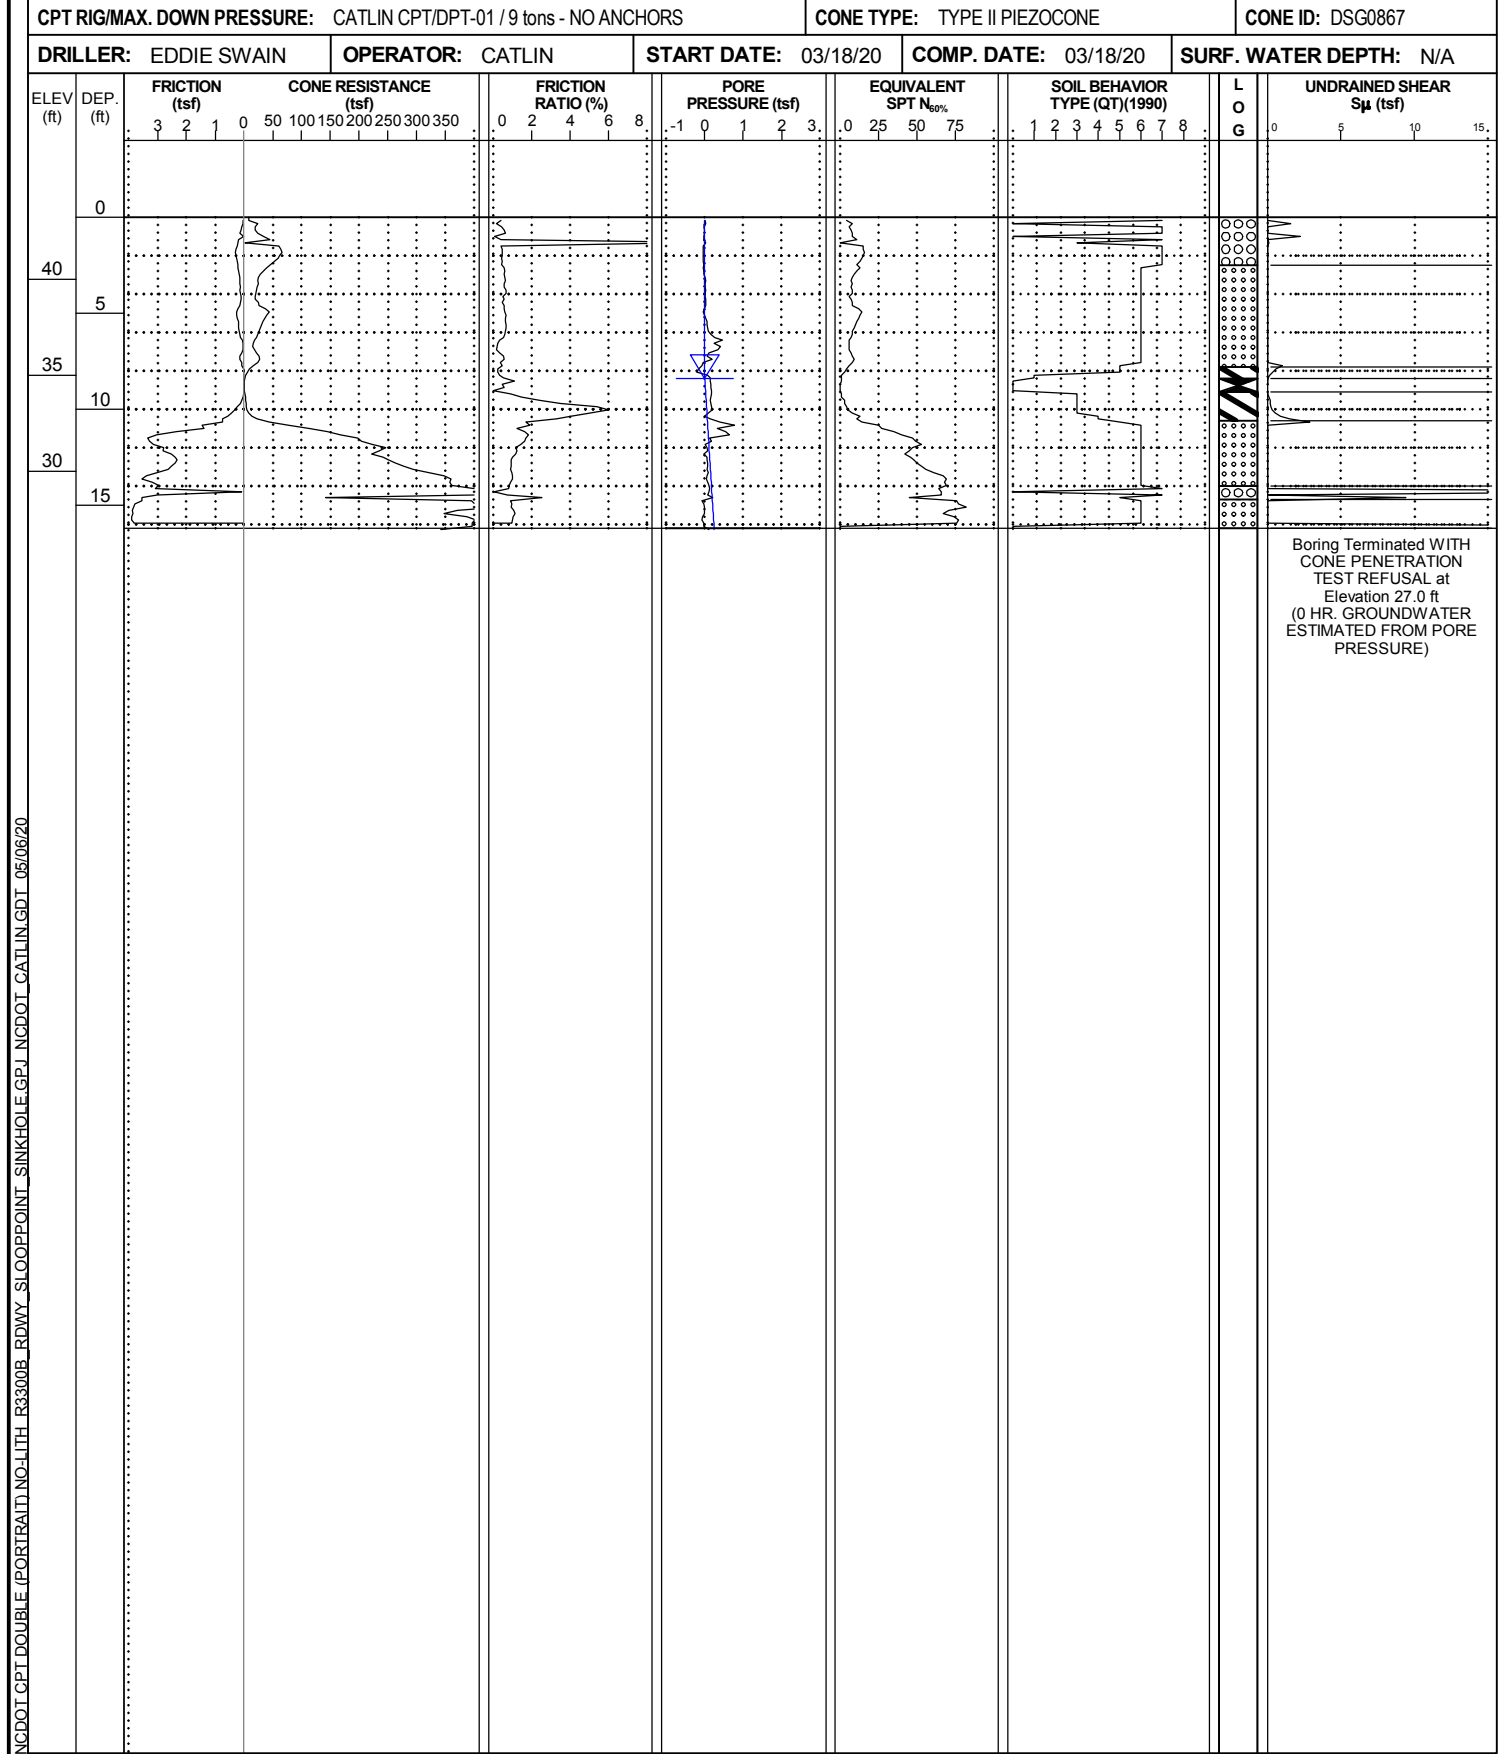 CPT RIG/MAX. DOWN PRESSURE: CATLIN CPT/DPT-01 / 9 tons - NO ANCHORS CONE TYPE: TYPE II PIEZOCONE CONE ID: DSG0867
DRILLER: EDDIE SWAIN OPERATOR: CATLIN START DATE: 03/18/20 COMP. DATE: 03/18/20 SURF. WATER DEPTH: N/A
ELEV (ft)
DEP. (ft)
FRICTION (tsf)
3 2 1 0
CONE RESISTANCE (tsf)
50 100 150 200 250 300 350
FRICTION RATIO (%)
0 2 4 6 8
PORE PRESSURE (tsf)
-1 0 1 2 3
EQUIVALENT SPT N60%
0 25 50 75
SOIL BEHAVIOR TYPE (QT)(1990)
1 2 3 4 5 6 7 8
L
O
G
UNDRAINED SHEAR
Sµ (tsf)
0 5 10 15
0
40
5
35
10
30
15
Boring Terminated WITH
CONE PENETRATION
TEST REFUSAL at
Elevation 27.0 ft
(0 HR. GROUNDWATER
ESTIMATED FROM PORE
PRESSURE)
NCDOT CPT DOUBLE (PORTRAIT) NO-LITH R3300B_RDWY_SLOOPPOINT_SINKHOLE.GPJ NCDOT_CATLIN.GDT 05/06/20